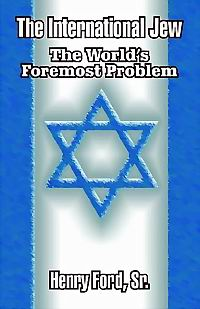 The International Jew
The World's
Foremost Problem
Henry Ford, Sr.